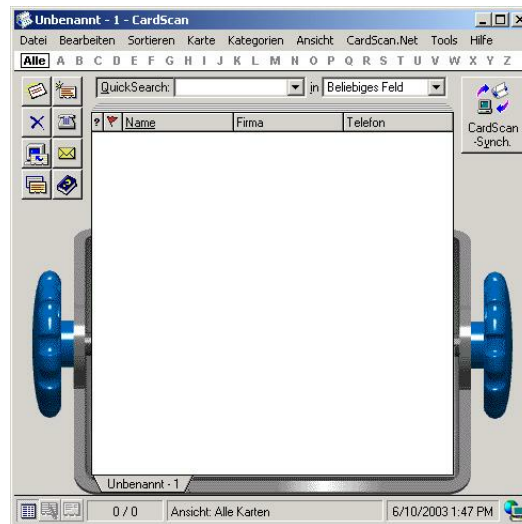 Unbenannt - 1 - CardScan
Datei Bearbeiten Sortieren Karte Kategorien Ansicht CardScan.Net Tools Hilfe
Alle A B C D E F G H I J K L M N O P Q R S T U V W X Y Z
QuickSearch: in Beliebiges Feld
CardScan
-Synch.
? Name Firma Telefon
Unbenannt - 1
0 / 0 Ansicht: Alle Karten 6/10/2003 1:47 PM